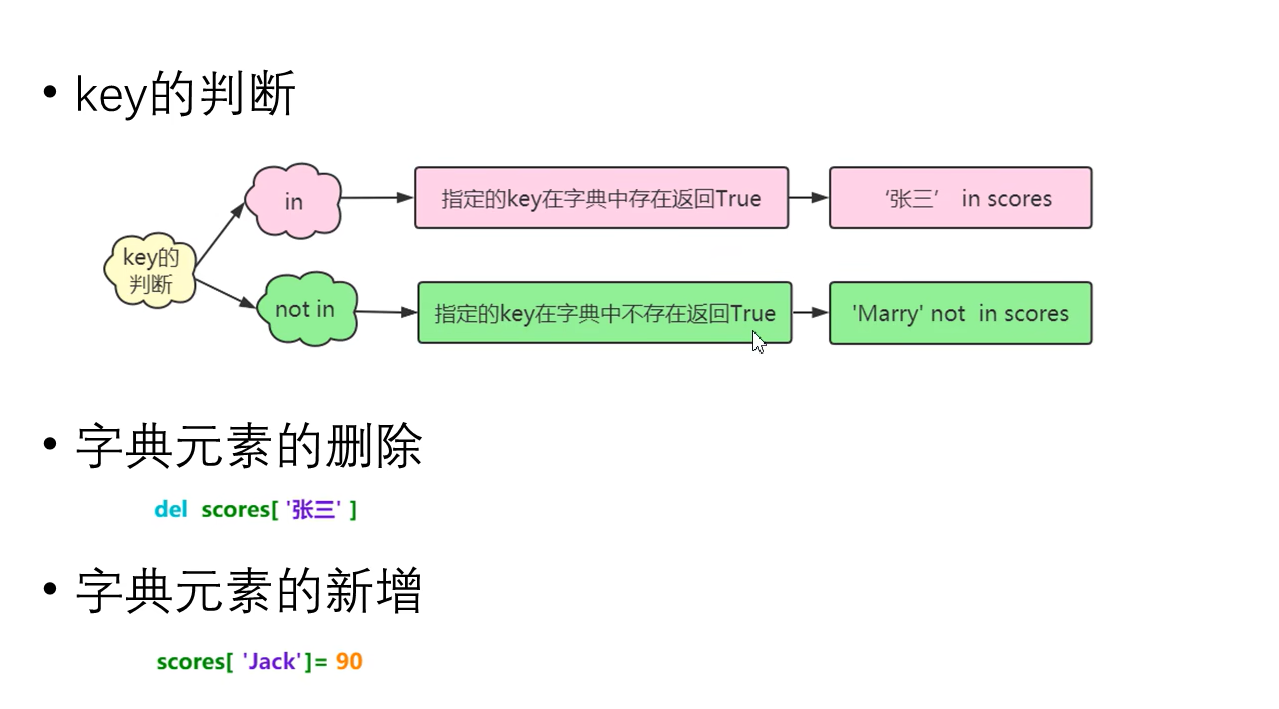 • key的判断
key的
判断
in
指定的key在字典中存在返回True
‘张三’ in scores
not in
指定的key在字典中不存在返回True
'Marry' not  in scores
• 字典元素的删除
del  scores[ '张三' ]
• 字典元素的新增
scores[ 'Jack']= 90